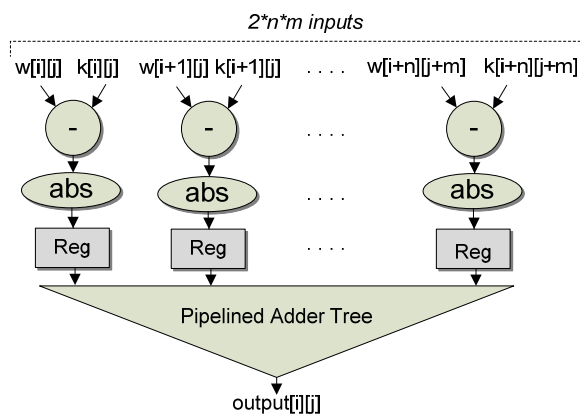 2*n*m inputs
w[i][j] k[i][j] w[i+1][j] k[i+1][j] . . . . w[i+n][j+m] k[i+n][j+m]
- - . . . . -
abs abs . . . . abs
Reg Reg . . . . Reg
Pipelined Adder Tree
output[i][j]